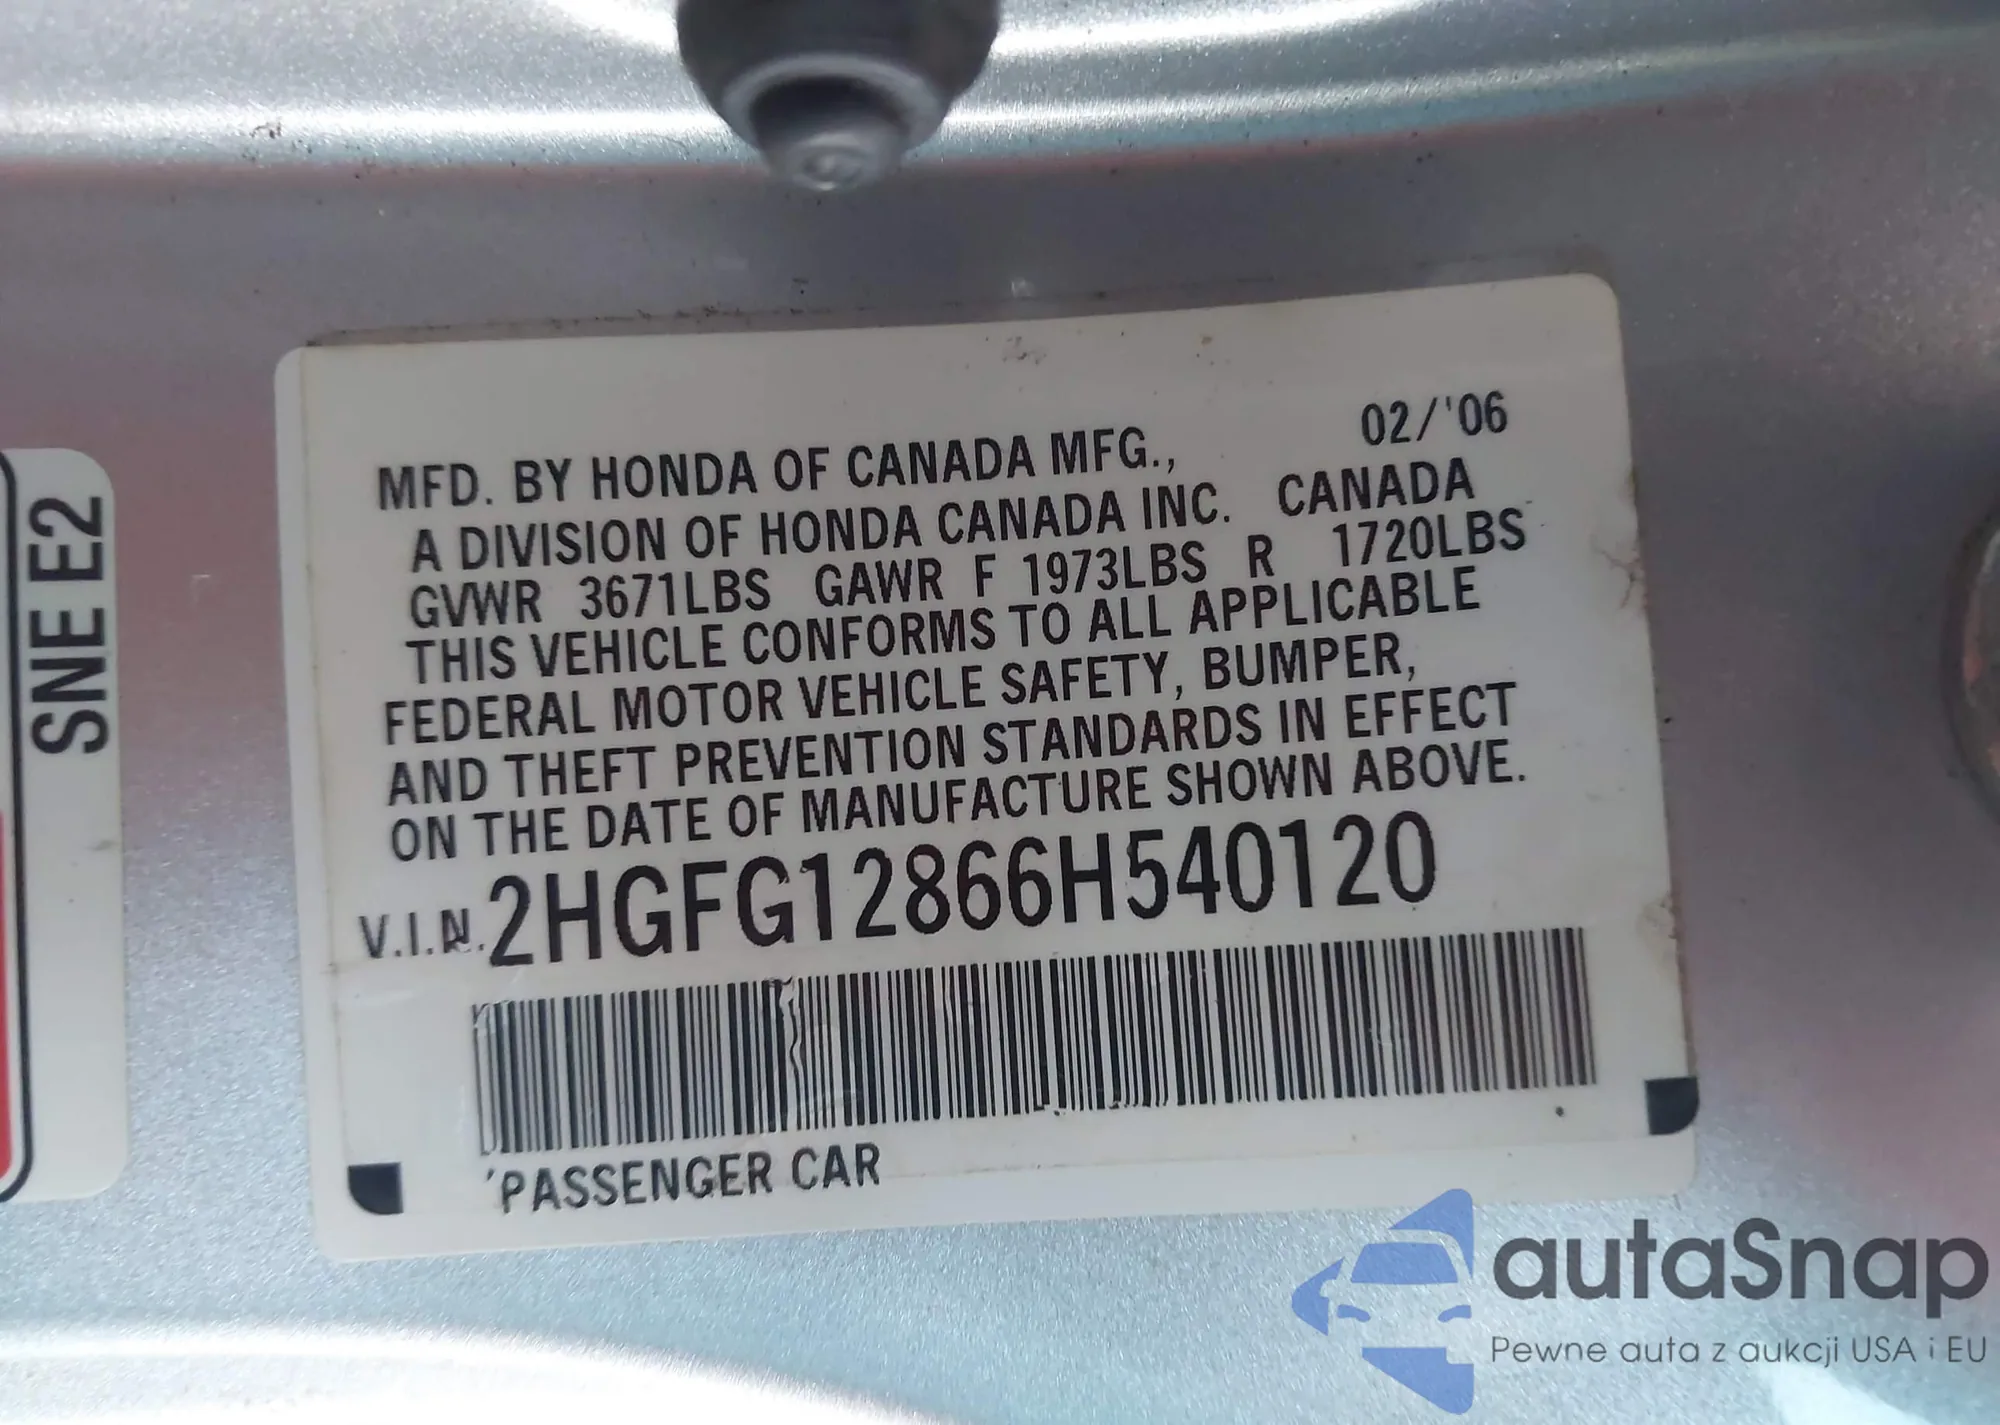 02/'06
MFD. BY HONDA OF CANADA MFG.,
A DIVISION OF HONDA CANADA INC. CANADA
GVWR 3671LBS GAWR F 1973LBS R 1720LBS
THIS VEHICLE CONFORMS TO ALL APPLICABLE
FEDERAL MOTOR VEHICLE SAFETY, BUMPER,
AND THEFT PREVENTION STANDARDS IN EFFECT
ON THE DATE OF MANUFACTURE SHOWN ABOVE.
V.I.N. 2HGFG12866H540120
PASSENGER CAR
SNE E2
autaSnap
Pewne auta z aukcji USA i EU